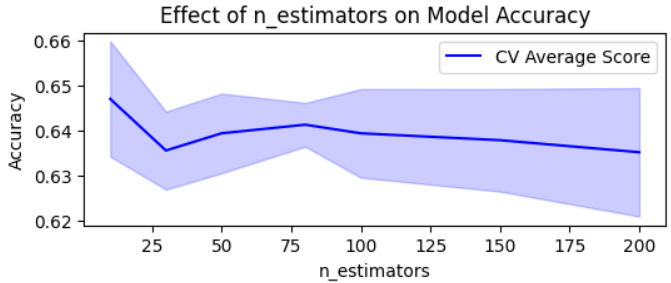 Effect of n_estimators on Model Accuracy
CV Average Score
Accuracy
0.66
0.65
0.64
0.63
0.62
25 50 75 100 125 150 175 200
n_estimators